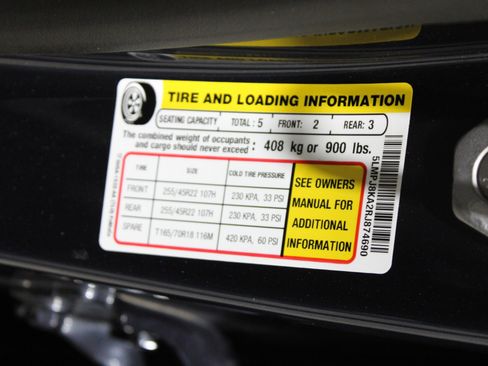 TIRE AND LOADING INFORMATION
SEATING CAPACITY TOTAL: 5 FRONT: 2 REAR: 3
The combined weight of occupants
and cargo should never exceed : 408 kg or 900 lbs.
TIRE SIZE COLD TIRE PRESSURE
FRONT 255/45R22 107H 230 KPA, 33 PSI
REAR 255/45R22 107H 230 KPA, 33 PSI
SPARE T165/70R18 116M 420 KPA, 60 PSI
SEE OWNERS
MANUAL FOR
ADDITIONAL
INFORMATION
5LMPJ8KA2RJ874690